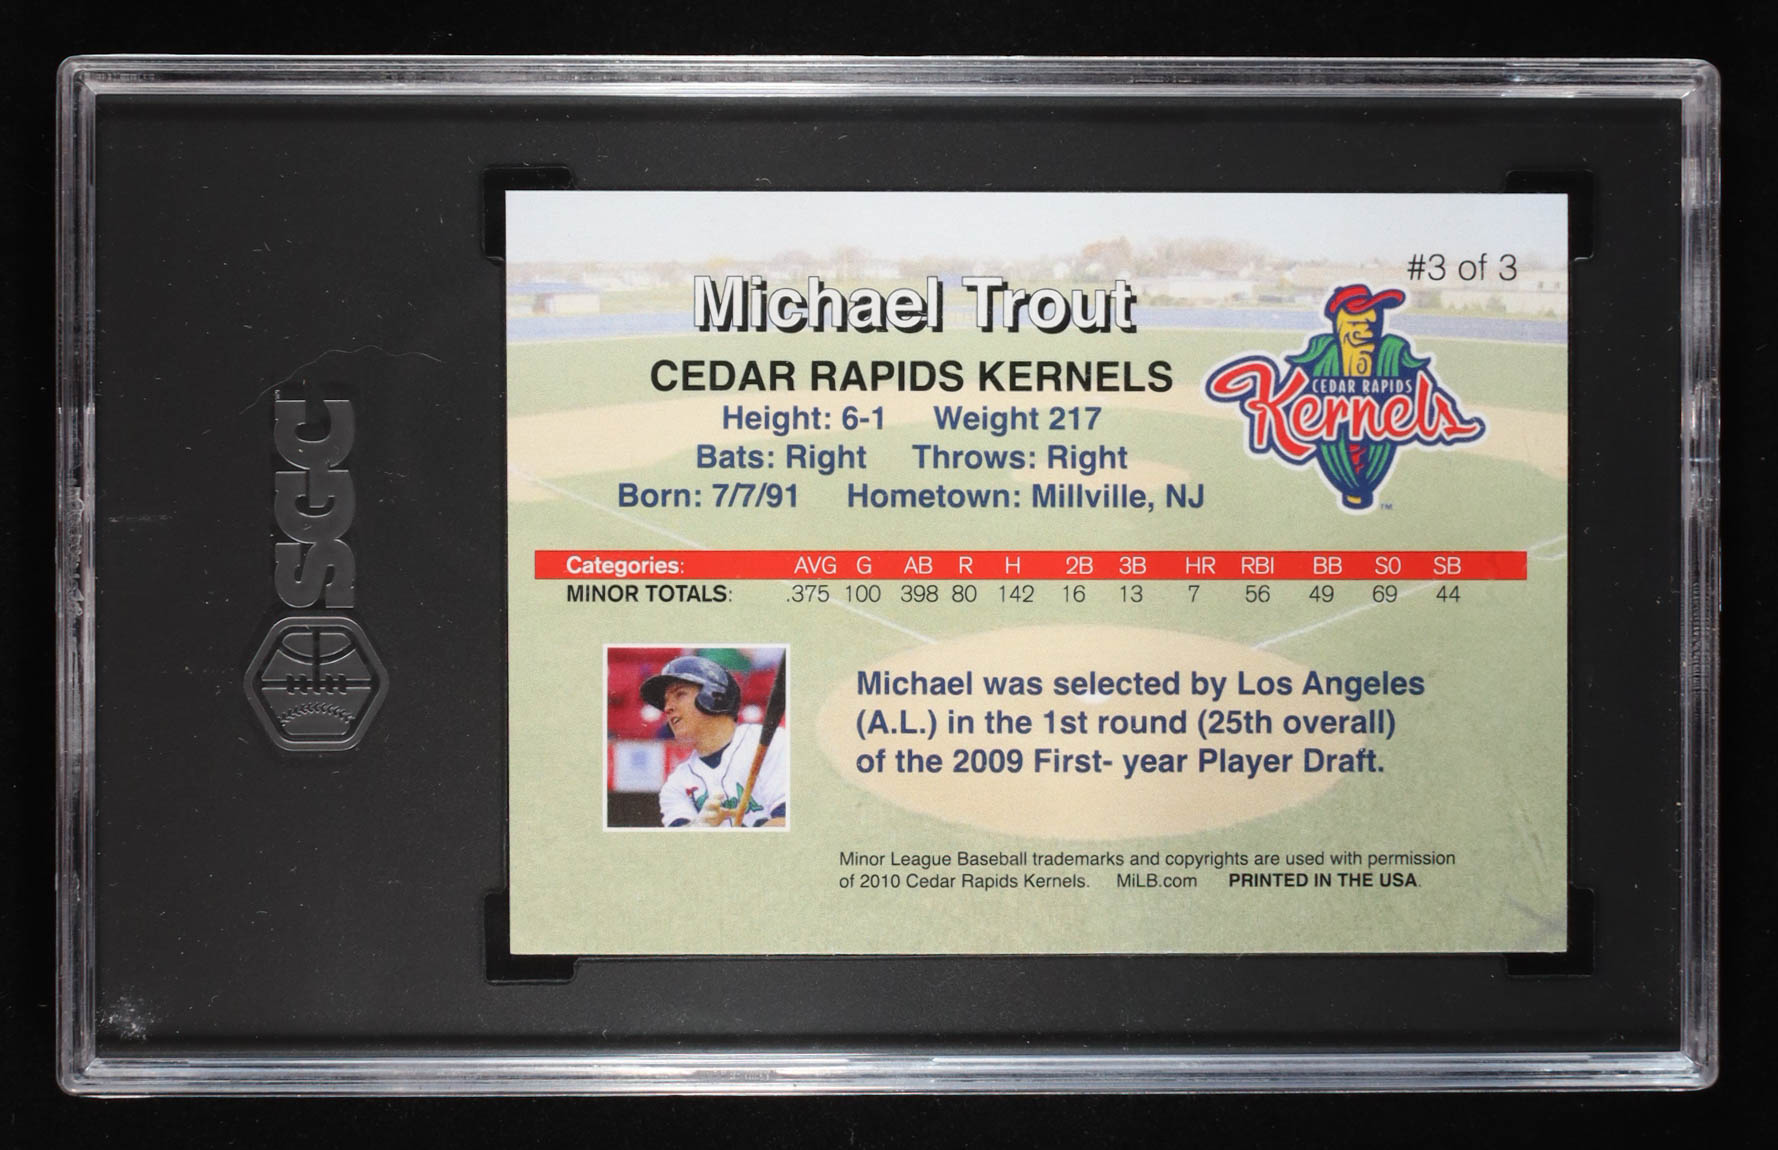 #3 of 3
Michael Trout
CEDAR RAPIDS KERNELS
Height: 6-1 Weight 217
Bats: Right Throws: Right
Born: 7/7/91 Hometown: Millville, NJ
CEDAR RAPIDS
Kernels
TM
Categories: AVG G AB R H 2B 3B HR RBI BB SO SB
MINOR TOTALS: .375 100 398 80 142 16 13 7 56 49 69 44
Michael was selected by Los Angeles
(A.L.) in the 1st round (25th overall)
of the 2009 First- year Player Draft.
Minor League Baseball trademarks and copyrights are used with permission
of 2010 Cedar Rapids Kernels. MiLB.com PRINTED IN THE USA.
SGC